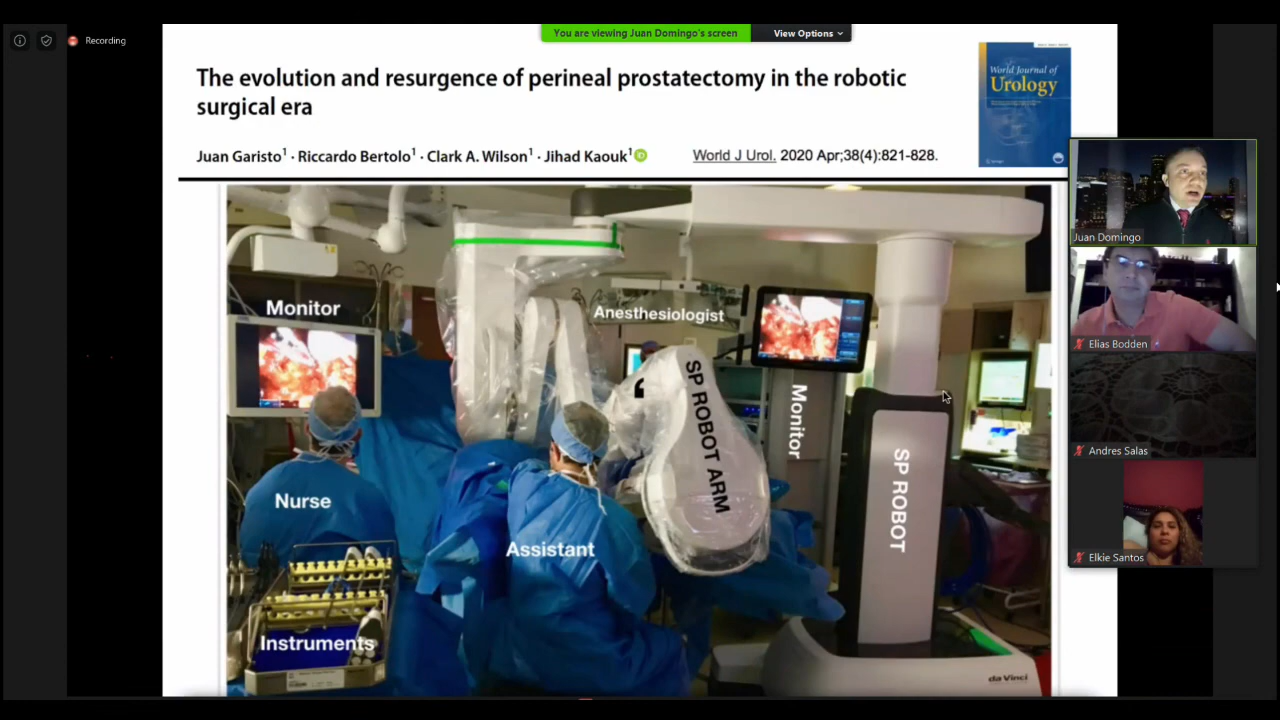 Recording
You are viewing Juan Domingo's screen
View Options
The evolution and resurgence of perineal prostatectomy in the robotic
surgical era
Juan Garisto1 · Riccardo Bertolo1 · Clark A. Wilson1 · Jihad Kaouk1
World J Urol. 2020 Apr;38(4):821-828.
World Journal of
Urology
Monitor
Anesthesiologist
SP ROBOT ARM
Monitor
SP ROBOT
Nurse
Assistant
Instruments
da Vinci
Juan Domingo
Elias Bodden
Andres Salas
Elkie Santos